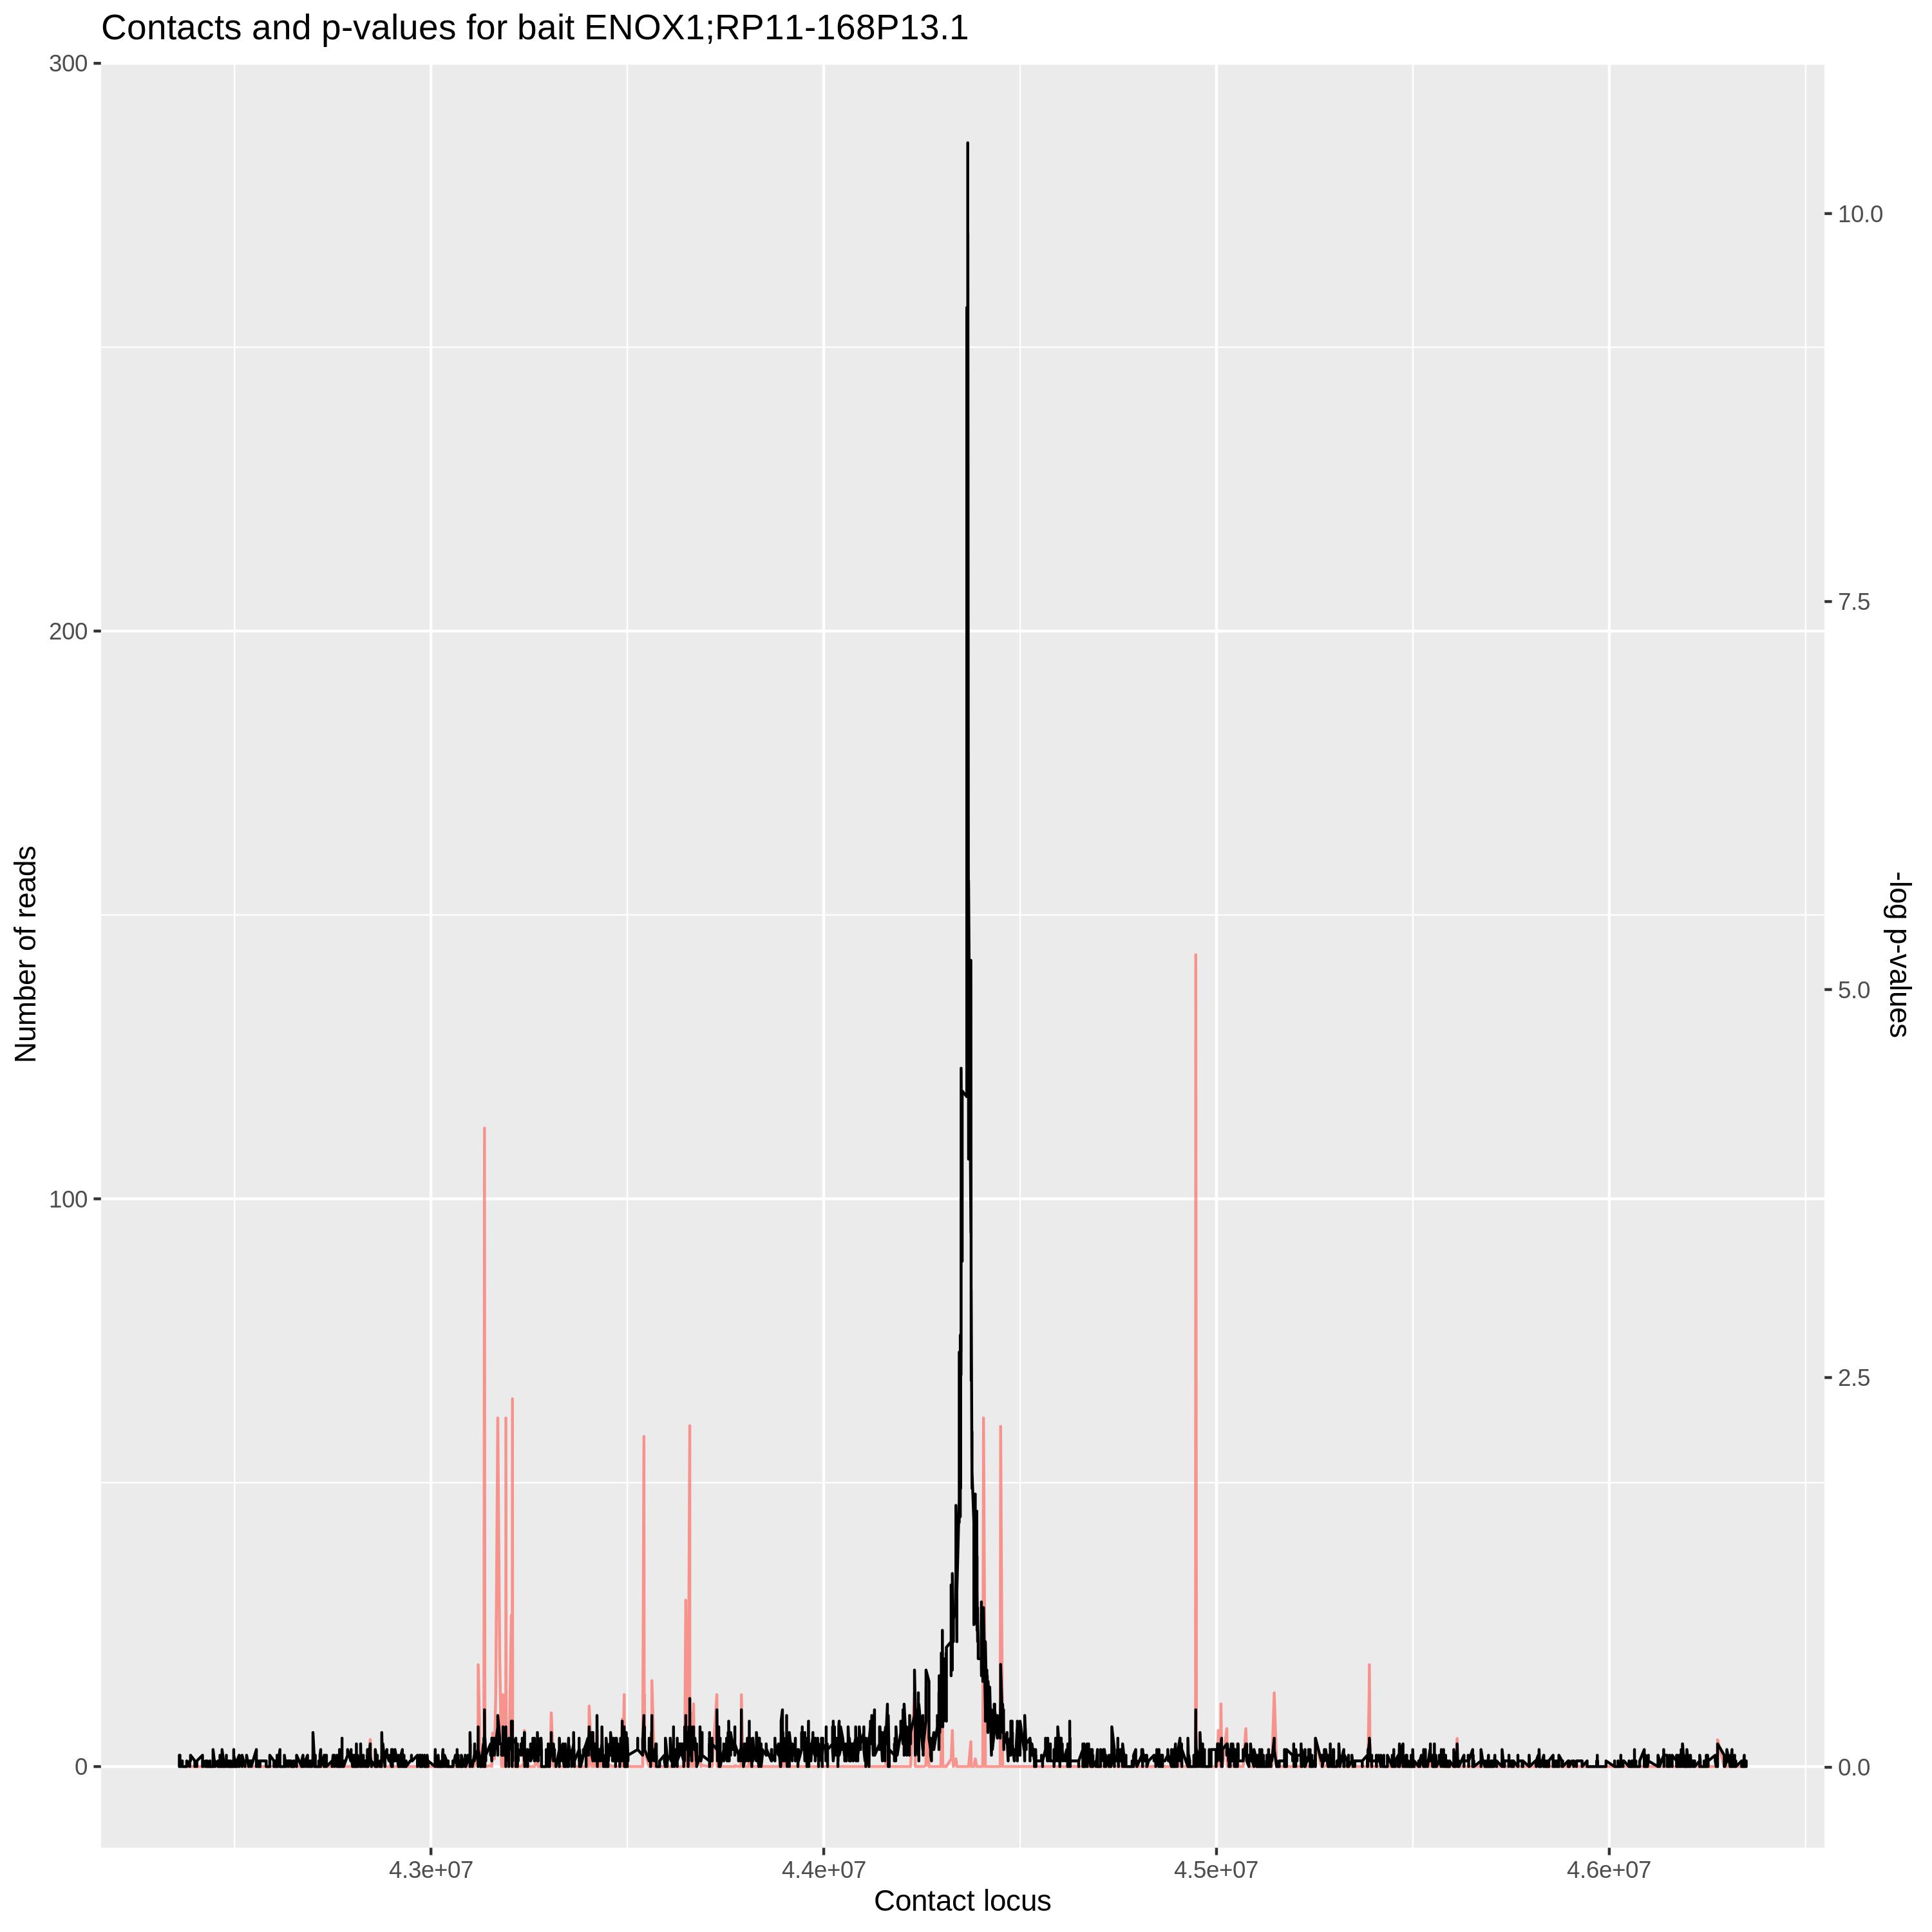 Contacts and p-values for bait ENOX1;RP11-168P13.1
300
200
100
0
Number of reads
10.0
7.5
5.0
2.5
0.0
-log p-values
4.3e+07
4.4e+07
4.5e+07
4.6e+07
Contact locus